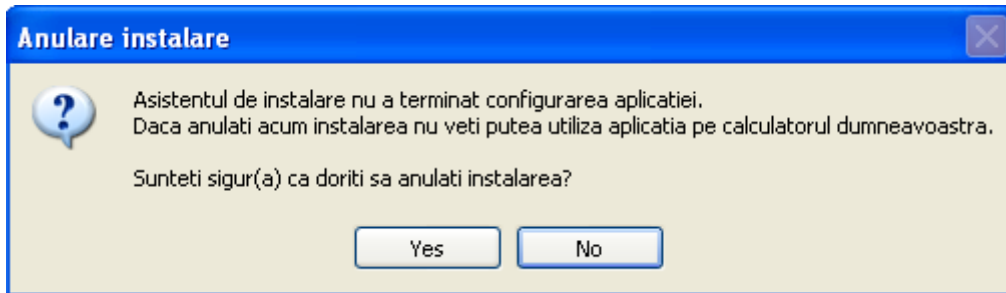 Anulare instalare
Asistentul de instalare nu a terminat configurarea aplicatiei.
Daca anulati acum instalarea nu veti putea utiliza aplicatia pe calculatorul dumneavoastra.
Sunteti sigur(a) ca doriti sa anulati instalarea?
Yes No